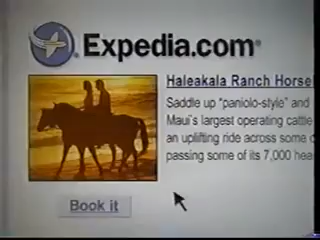 Expedia.com®
Haleakala Ranch Horse
Saddle up "paniolo-style" and
Maui's largest operating cattle
an uplifting ride across some
passing some of its 7,000 hea
Book it